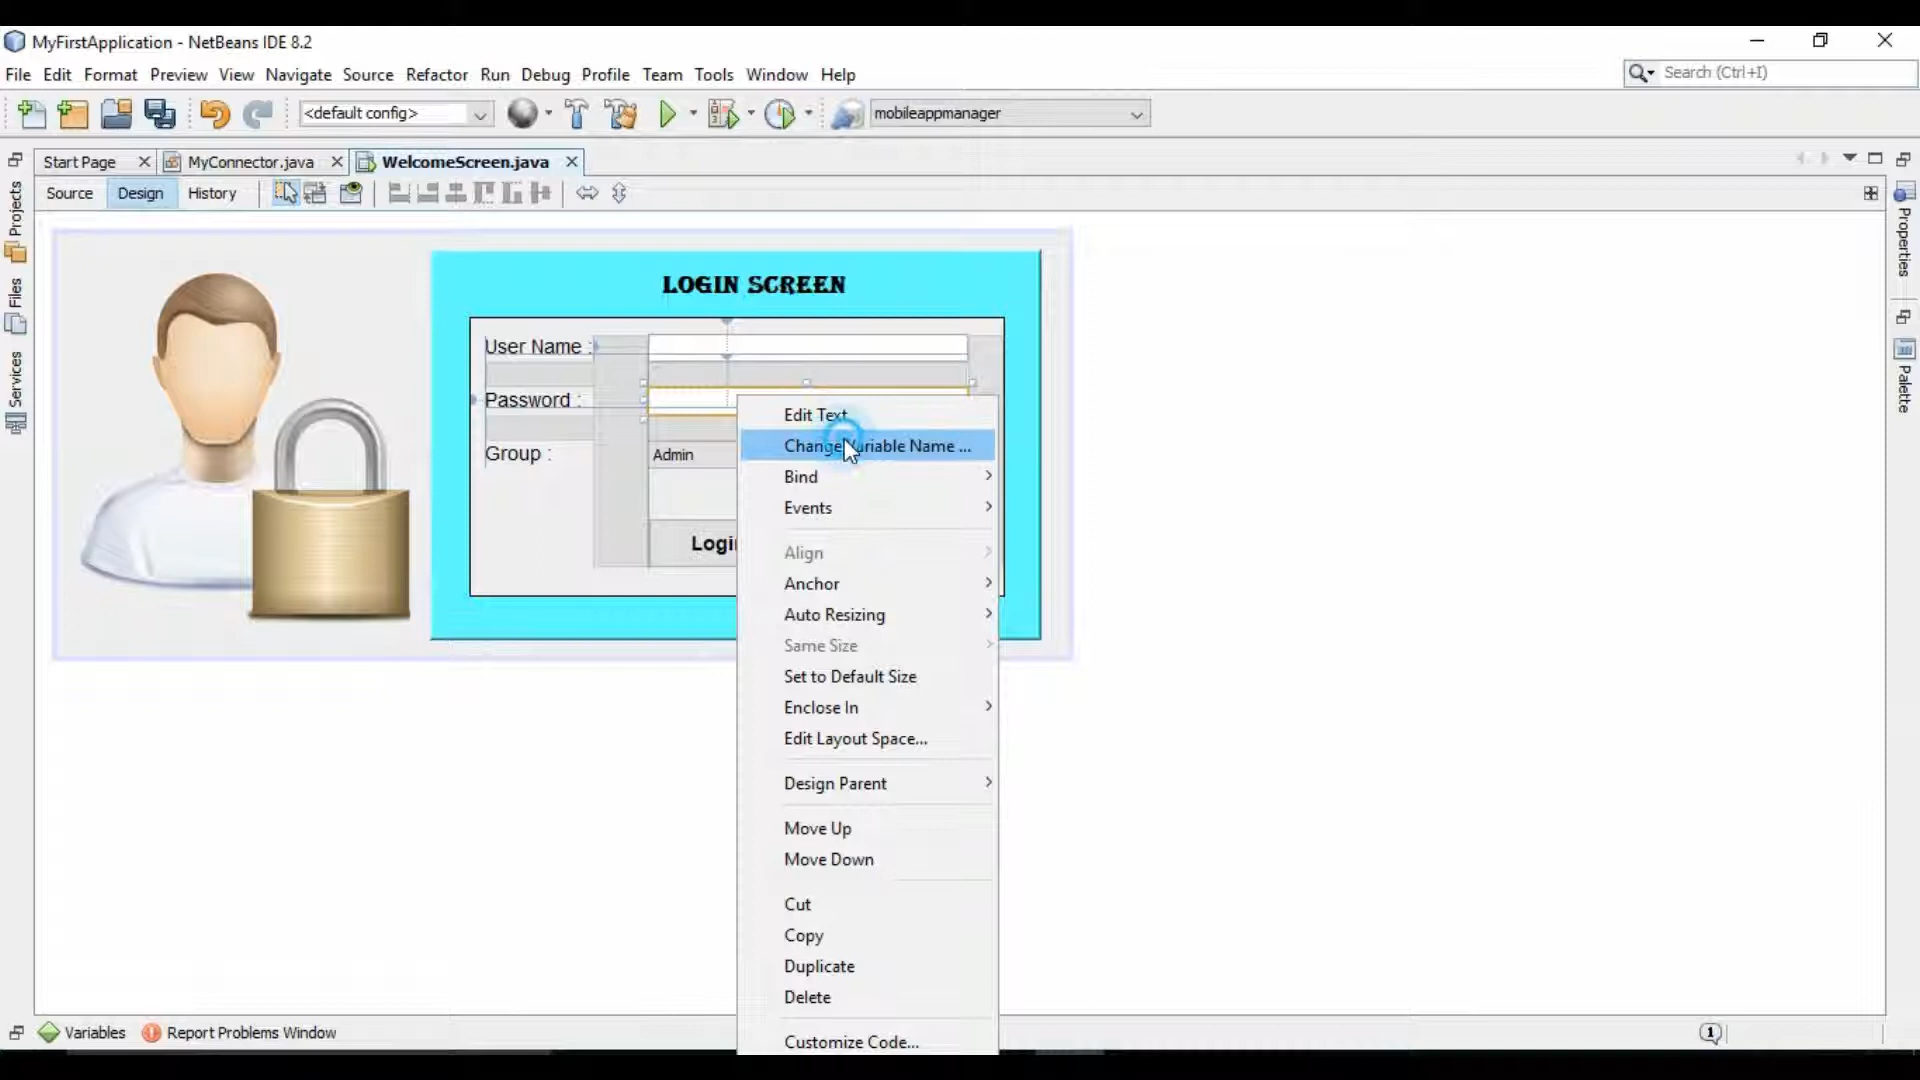 MyFirstApplication - NetBeans IDE 8.2
File Edit Format Preview View Navigate Source Refactor Run Debug Profile Team Tools Window Help
Search (Ctrl+I)
<default config>
mobileappmanager
Start Page
MyConnector.java
WelcomeScreen.java
Source Design History
Projects
Files
Services
Properties
Palette
LOGIN SCREEN
User Name :
Password :
Group :
Admin
Logi
Edit Text
Change Variable Name ...
Bind
Events
Align
Anchor
Auto Resizing
Same Size
Set to Default Size
Enclose In
Edit Layout Space...
Design Parent
Move Up
Move Down
Cut
Copy
Duplicate
Delete
Customize Code...
Variables
Report Problems Window
1